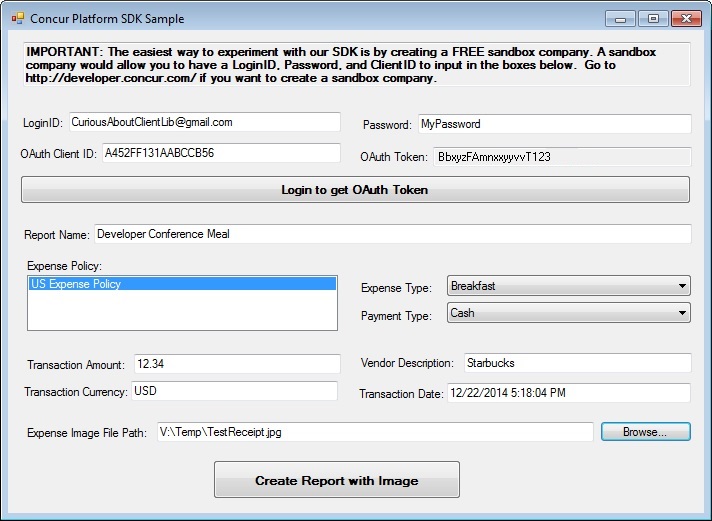 Concur Platform SDK Sample
IMPORTANT: The easiest way to experiment with our SDK is by creating a FREE sandbox company. A sandbox
company would allow you to have a LoginID, Password, and ClientID to input in the boxes below.  Go to
http://developer.concur.com/ if you want to create a sandbox company.
LoginID: CuriousAboutClientLib@gmail.com Password: MyPassword
OAuth Client ID: A452FF131AABCCB56 OAuth Token: BbxyzFAmnxxyyvvT123
Login to get OAuth Token
Report Name: Developer Conference Meal
Expense Policy:
US Expense Policy
Expense Type: Breakfast
Payment Type: Cash
Transaction Amount: 12.34 Vendor Description: Starbucks
Transaction Currency: USD Transaction Date: 12/22/2014 5:18:04 PM
Expense Image File Path: V:\Temp\TestReceipt.jpg Browse...
Create Report with Image